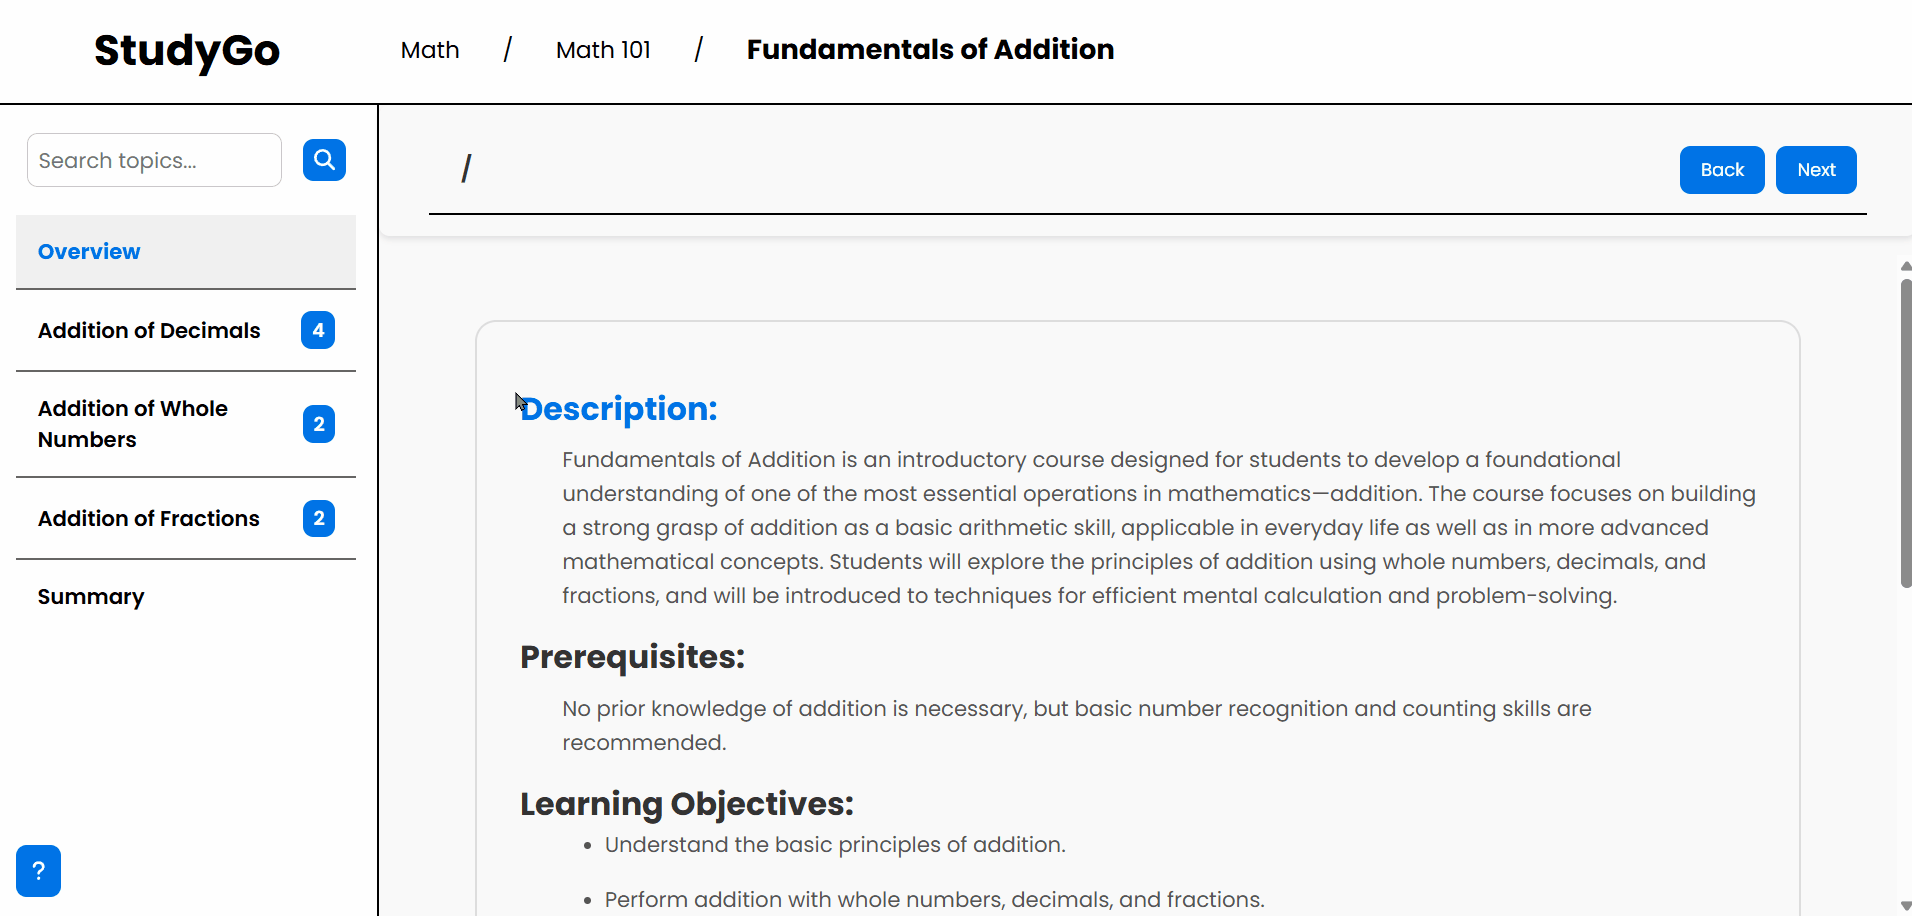 StudyGo
Math / Math 101 / Fundamentals of Addition
Search topics...
/
Back
Next
Overview
Addition of Decimals 4
Addition of Whole
Numbers 2
Addition of Fractions 2
Summary
?
Description:
Fundamentals of Addition is an introductory course designed for students to develop a foundational
understanding of one of the most essential operations in mathematics—addition. The course focuses on building
a strong grasp of addition as a basic arithmetic skill, applicable in everyday life as well as in more advanced
mathematical concepts. Students will explore the principles of addition using whole numbers, decimals, and
fractions, and will be introduced to techniques for efficient mental calculation and problem-solving.
Prerequisites:
No prior knowledge of addition is necessary, but basic number recognition and counting skills are
recommended.
Learning Objectives:
• Understand the basic principles of addition.
• Perform addition with whole numbers, decimals, and fractions.